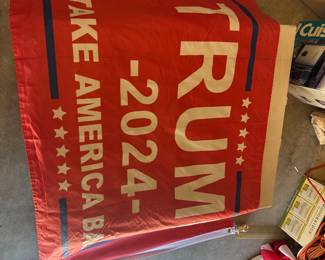 TRUM
-2024-
TAKE AMERICA BA
Cuis